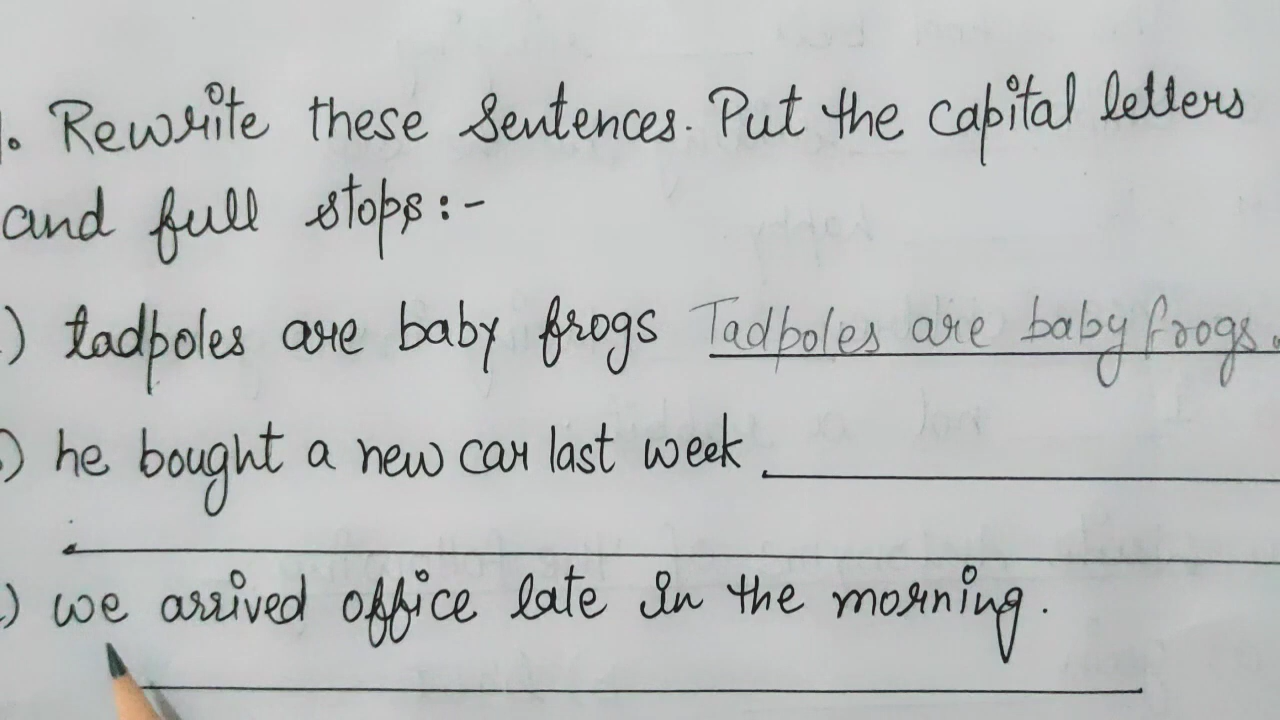 . Rewrite these Sentences. Put the capital letters
and full stops:-
) tadpoles are baby frogs Tadpoles are baby frogs.
) he bought a new car last week
) we arrived office late in the morning.